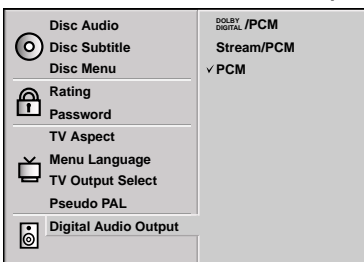 Disc Audio
Disc Subtitle
Disc Menu
Rating
Password
TV Aspect
Menu Language
TV Output Select
Pseudo PAL
Digital Audio Output
DOLBY DIGITAL /PCM
Stream/PCM
✓ PCM